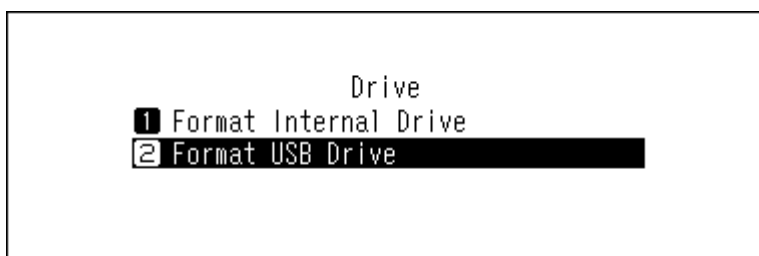 Drive
1 Format Internal Drive
2 Format USB Drive